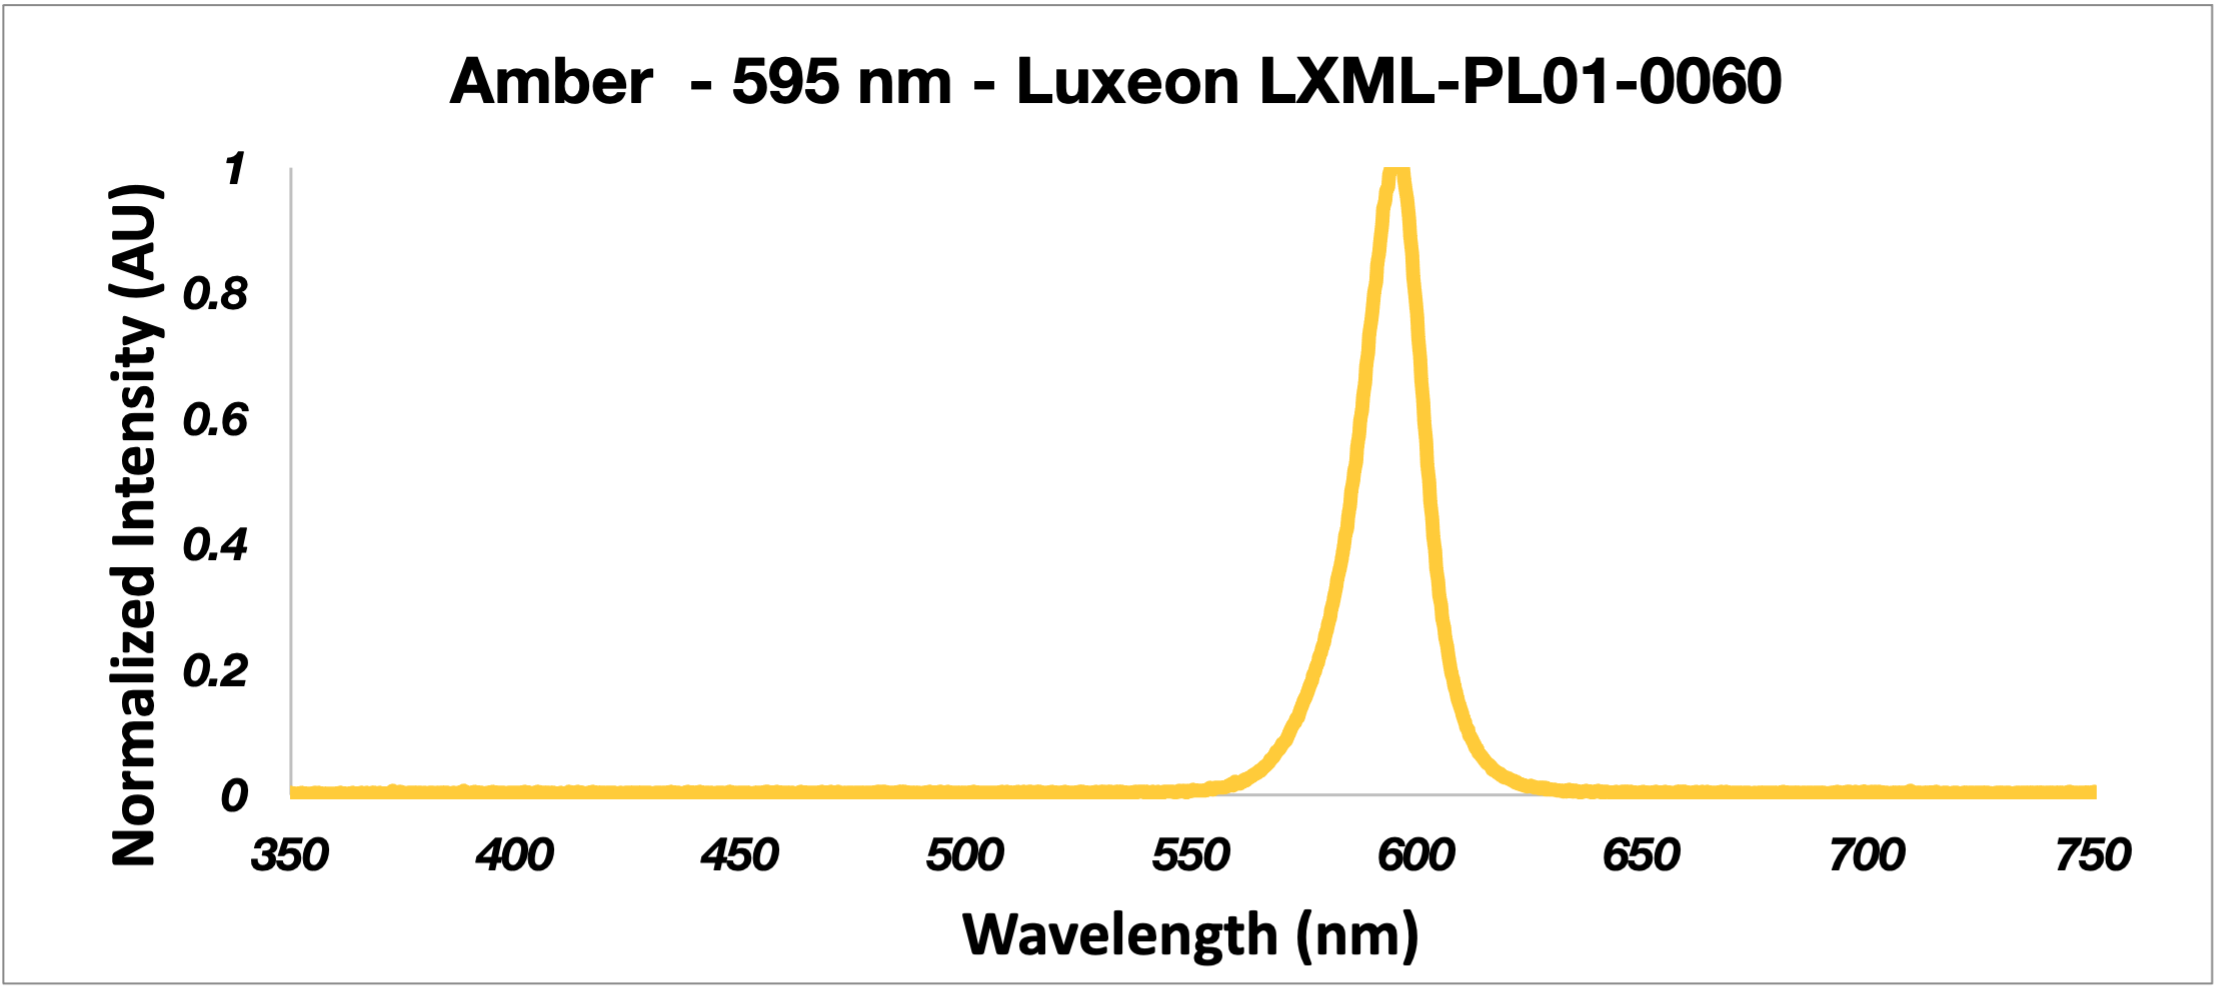 Amber - 595 nm - Luxeon LXML-PL01-0060
Normalized Intensity (AU)
1
0.8
0.6
0.4
0.2
0
350 400 450 500 550 600 650 700 750
Wavelength (nm)